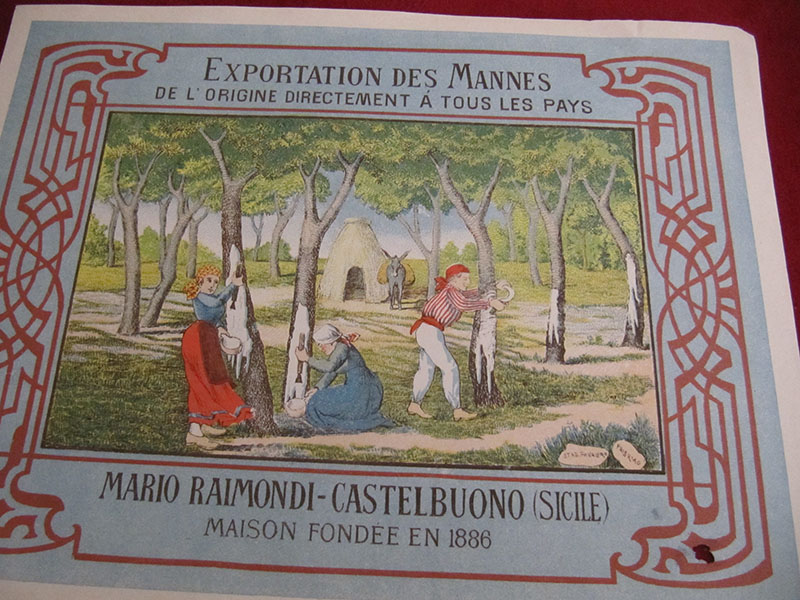 EXPORTATION DES MANNES
DE L'ORIGINE DIRECTEMENT Á TOUS LES PAYS
MARIO RAIMONDI-CASTELBUONO (SICILE)
MAISON FONDÉE EN 1886